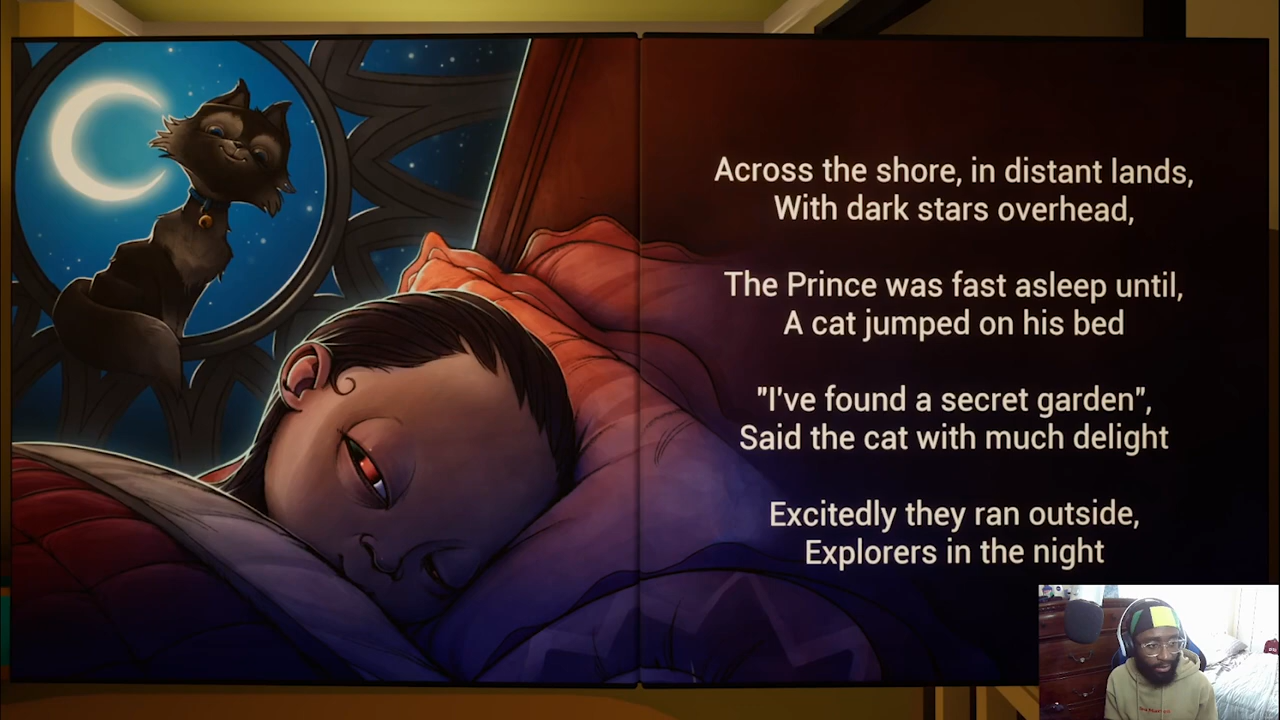 Across the shore, in distant lands,
With dark stars overhead,
The Prince was fast asleep until,
A cat jumped on his bed
"I've found a secret garden",
Said the cat with much delight
Excitedly they ran outside,
Explorers in the night